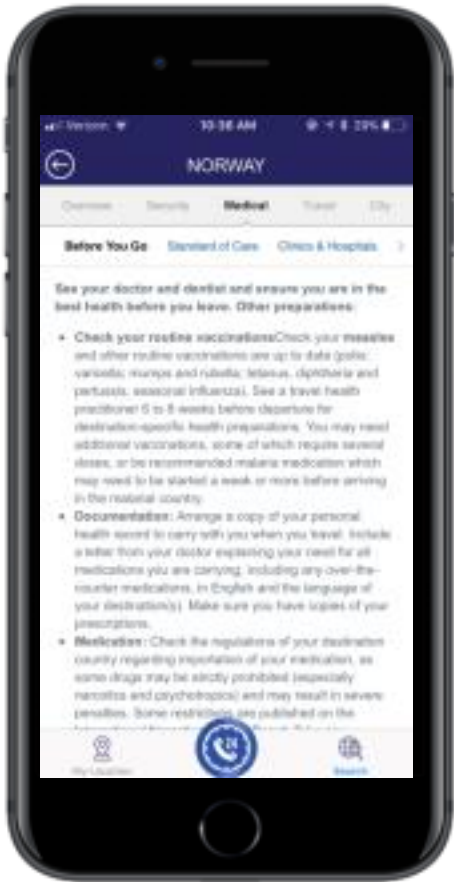 Verizon 10:36 AM 29%
NORWAY
Overview Security Medical Travel City
Before You Go Standard of Care Clinics & Hospitals
See your doctor and dentist and ensure you are in the
best health before you leave. Other preparations:
• Check your routine vaccinationsCheck your measles
and other routine vaccinations are up to date (polio;
varicella; mumps and rubella; tetanus, diphtheria and
pertussis, seasonal influenza). See a travel health
practitioner 6 to 8 weeks before departure for
destination-specific health preparations. You may need
additional vaccinations, some of which require several
doses, or be recommended malaria medication which
may need to be started a week or more before arriving
in the malarial country.
• Documentation: Arrange a copy of your personal
health record to carry with you when you travel. Include
a letter from your doctor explaining your need for all
medications you are carrying, including any over-the-
counter medications, in English and the language of
your destination(s). Make sure you have copies of your
prescriptions.
• Medication: Check the regulations of your destination
country regarding importation of your medication, as
some drugs may be strictly prohibited (especially
narcotics and psychotropics) and may result in severe
penalties. Some restrictions are published on the
24
My Location Search